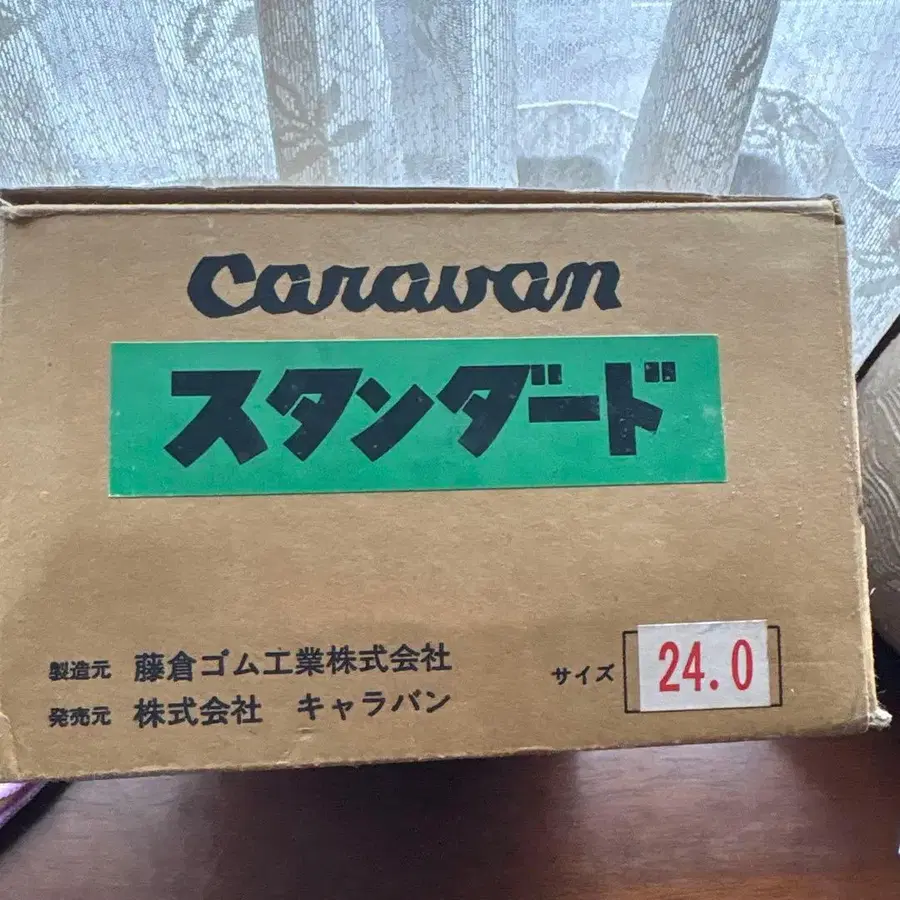 Caravan
スタンダード
製造元 藤倉ゴム工業株式会社
発売元 株式会社 キャラバン
サイズ 24.0